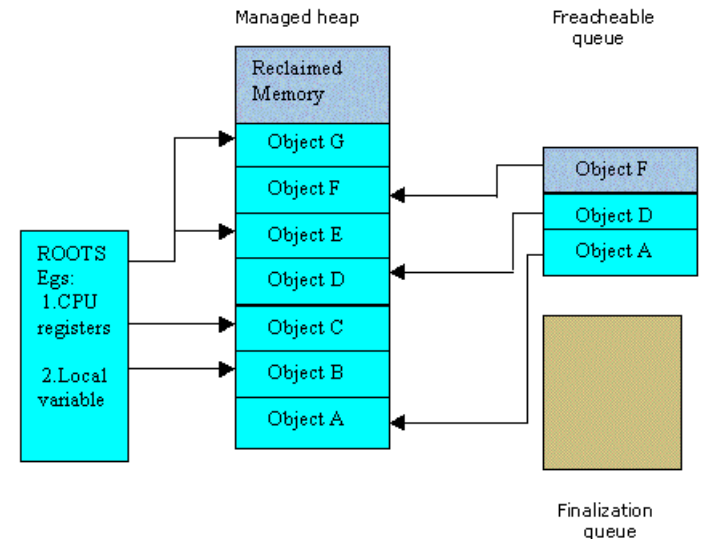 Managed heap
Freacheable
queue
Reclaimed
Memory
Object G
Object F
Object E
Object D
Object C
Object B
Object A
ROOTS
Egs:
1.CPU
registers
2.Local
variable
Object F
Object D
Object A
Finalization
queue